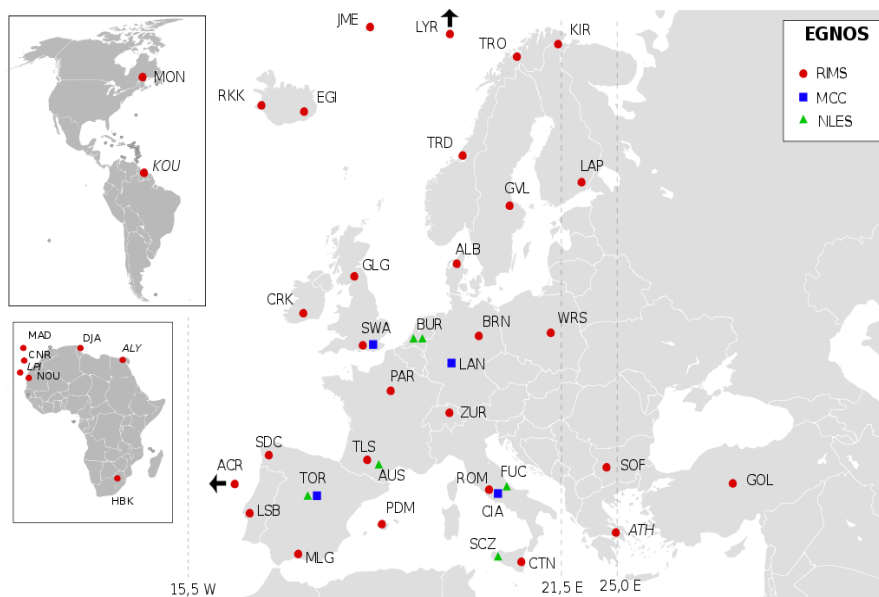 EGNOS
RIMS
MCC
NLES
MON
KOU
MAD
DJA
ALY
CNR
LPI
NOU
HBK
JME
LYR
TRO
KIR
RKK
EGI
TRD
LAP
GVL
ALB
GLG
CRK
SWA
BUR
BRN
WRS
LAN
PAR
ZUR
SDC
TLS
ACR
TOR
AUS
ROM
FUC
SOF
GOL
LSB
PDM
CIA
ATH
SCZ
MLG
CTN
15,5 W
21,5 E
25,0 E